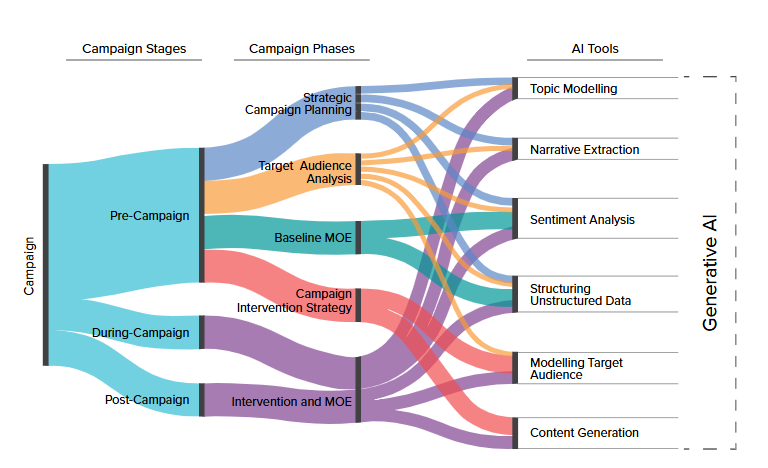 Campaign Stages
Campaign Phases
AI Tools
Campaign
Pre-Campaign
During-Campaign
Post-Campaign
Strategic
Campaign Planning
Target Audience
Analysis
Baseline MOE
Campaign
Intervention Strategy
Intervention and MOE
Topic Modelling
Narrative Extraction
Sentiment Analysis
Structuring
Unstructured Data
Modelling Target
Audience
Content Generation
Generative AI